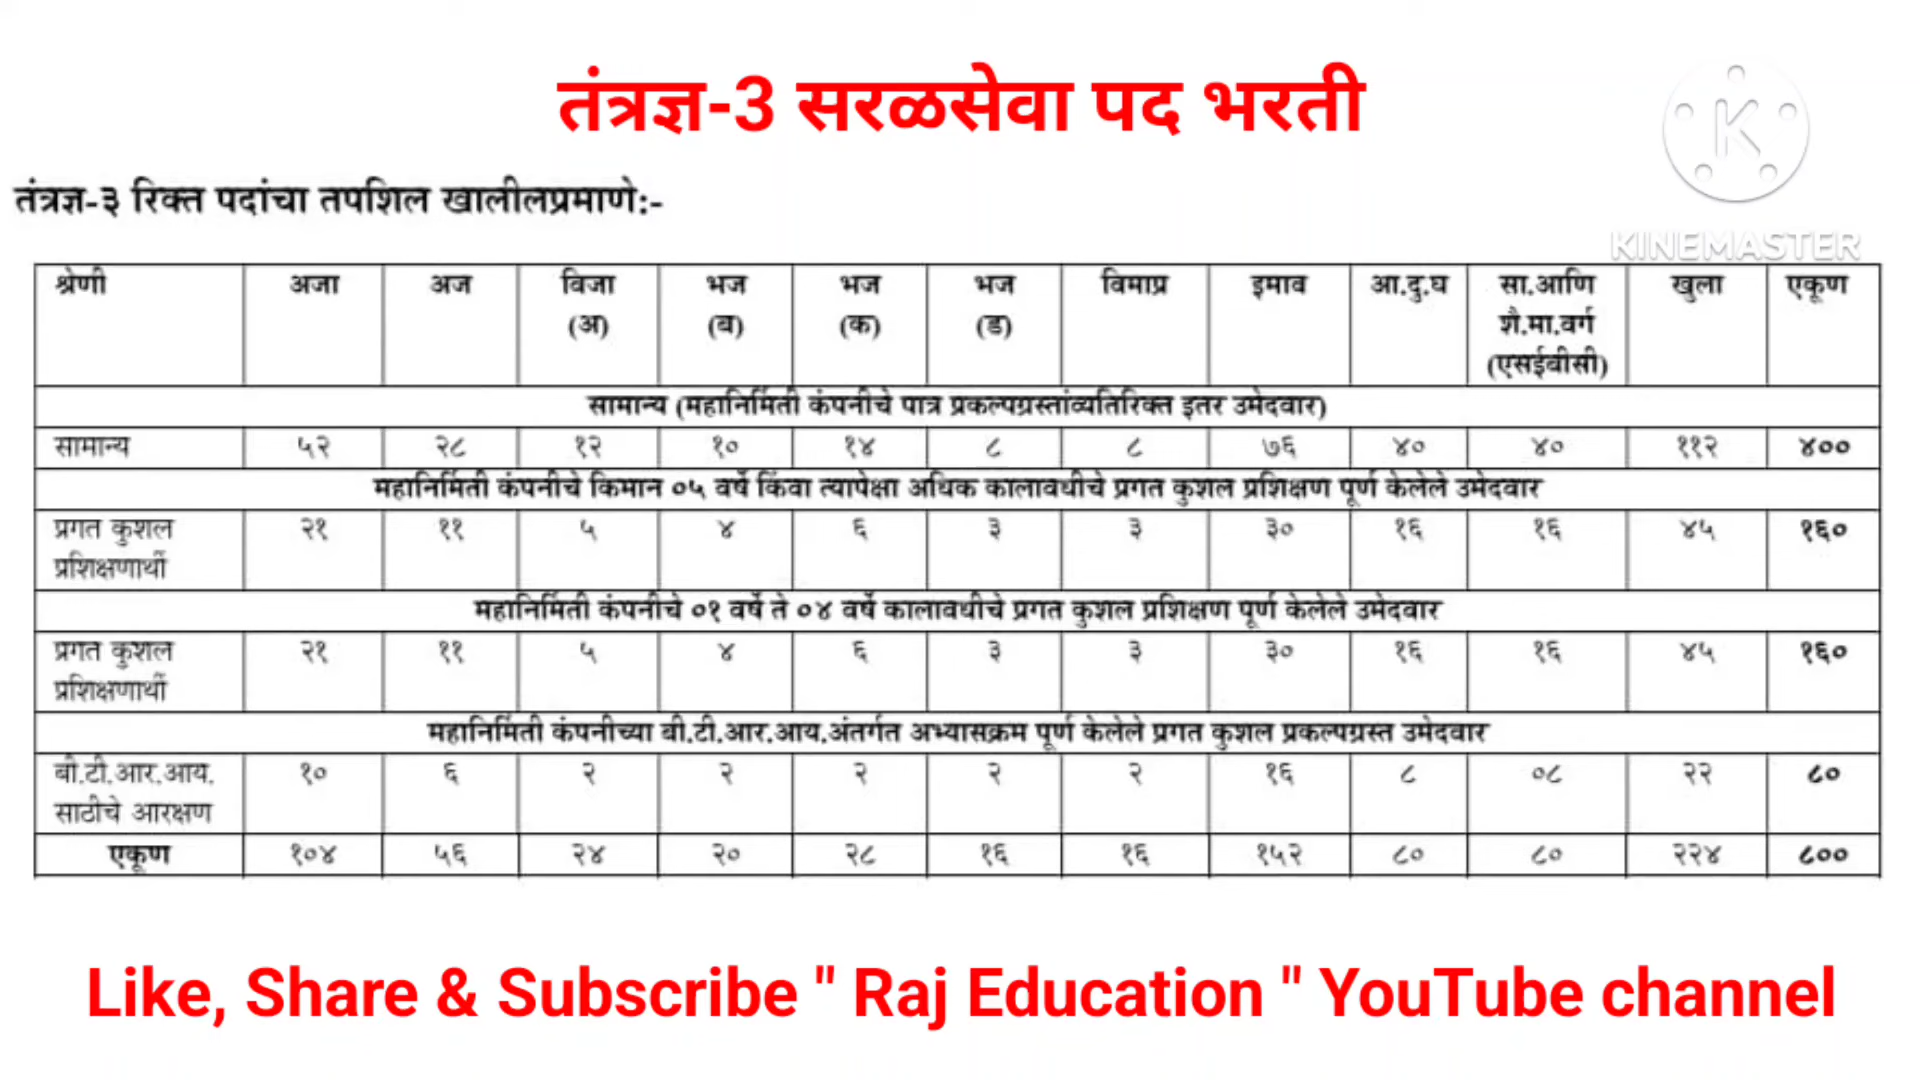 तंत्रज्ञ-3 सरळसेवा पद भरती
KINEMASTER
तंत्रज्ञ-३ रिक्त पदांचा तपशिल खालीलप्रमाणे:-
श्रेणी अजा अज विजा (अ) भज (ब) भज (क) भज (ड) विमाप्र इमाव आ.दु.घ सा.आणि शै.मा.वर्ग (एसईबीसी) खुला एकूण
सामान्य (महानिर्मिती कंपनीचे पात्र प्रकल्पग्रस्तांव्यतिरिक्त इतर उमेदवार)
सामान्य ५२ २८ १२ १० १४ ८ ८ ७६ ४० ४० ११२ ४००
महानिर्मिती कंपनीचे किमान ०५ वर्षे किंवा त्यापेक्षा अधिक कालावधीचे प्रगत कुशल प्रशिक्षण पूर्ण केलेले उमेदवार
प्रगत कुशल प्रशिक्षणार्थी २१ ११ ५ ४ ६ ३ ३ ३० १६ १६ ४५ १६०
महानिर्मिती कंपनीचे ०१ वर्षे ते ०४ वर्षे कालावधीचे प्रगत कुशल प्रशिक्षण पूर्ण केलेले उमेदवार
प्रगत कुशल प्रशिक्षणार्थी २१ ११ ५ ४ ६ ३ ३ ३० १६ १६ ४५ १६०
महानिर्मिती कंपनीच्या बी.टी.आर.आय.अंतर्गत अभ्यासक्रम पूर्ण केलेले प्रगत कुशल प्रकल्पग्रस्त उमेदवार
बी.टी.आर.आय. साठीचे आरक्षण १० ६ २ २ २ २ २ १६ ८ ०८ २२ ८०
एकूण १०४ ५६ २४ २० २८ १६ १६ १५२ ८० ८० २२४ ८००
Like, Share & Subscribe " Raj Education " YouTube channel